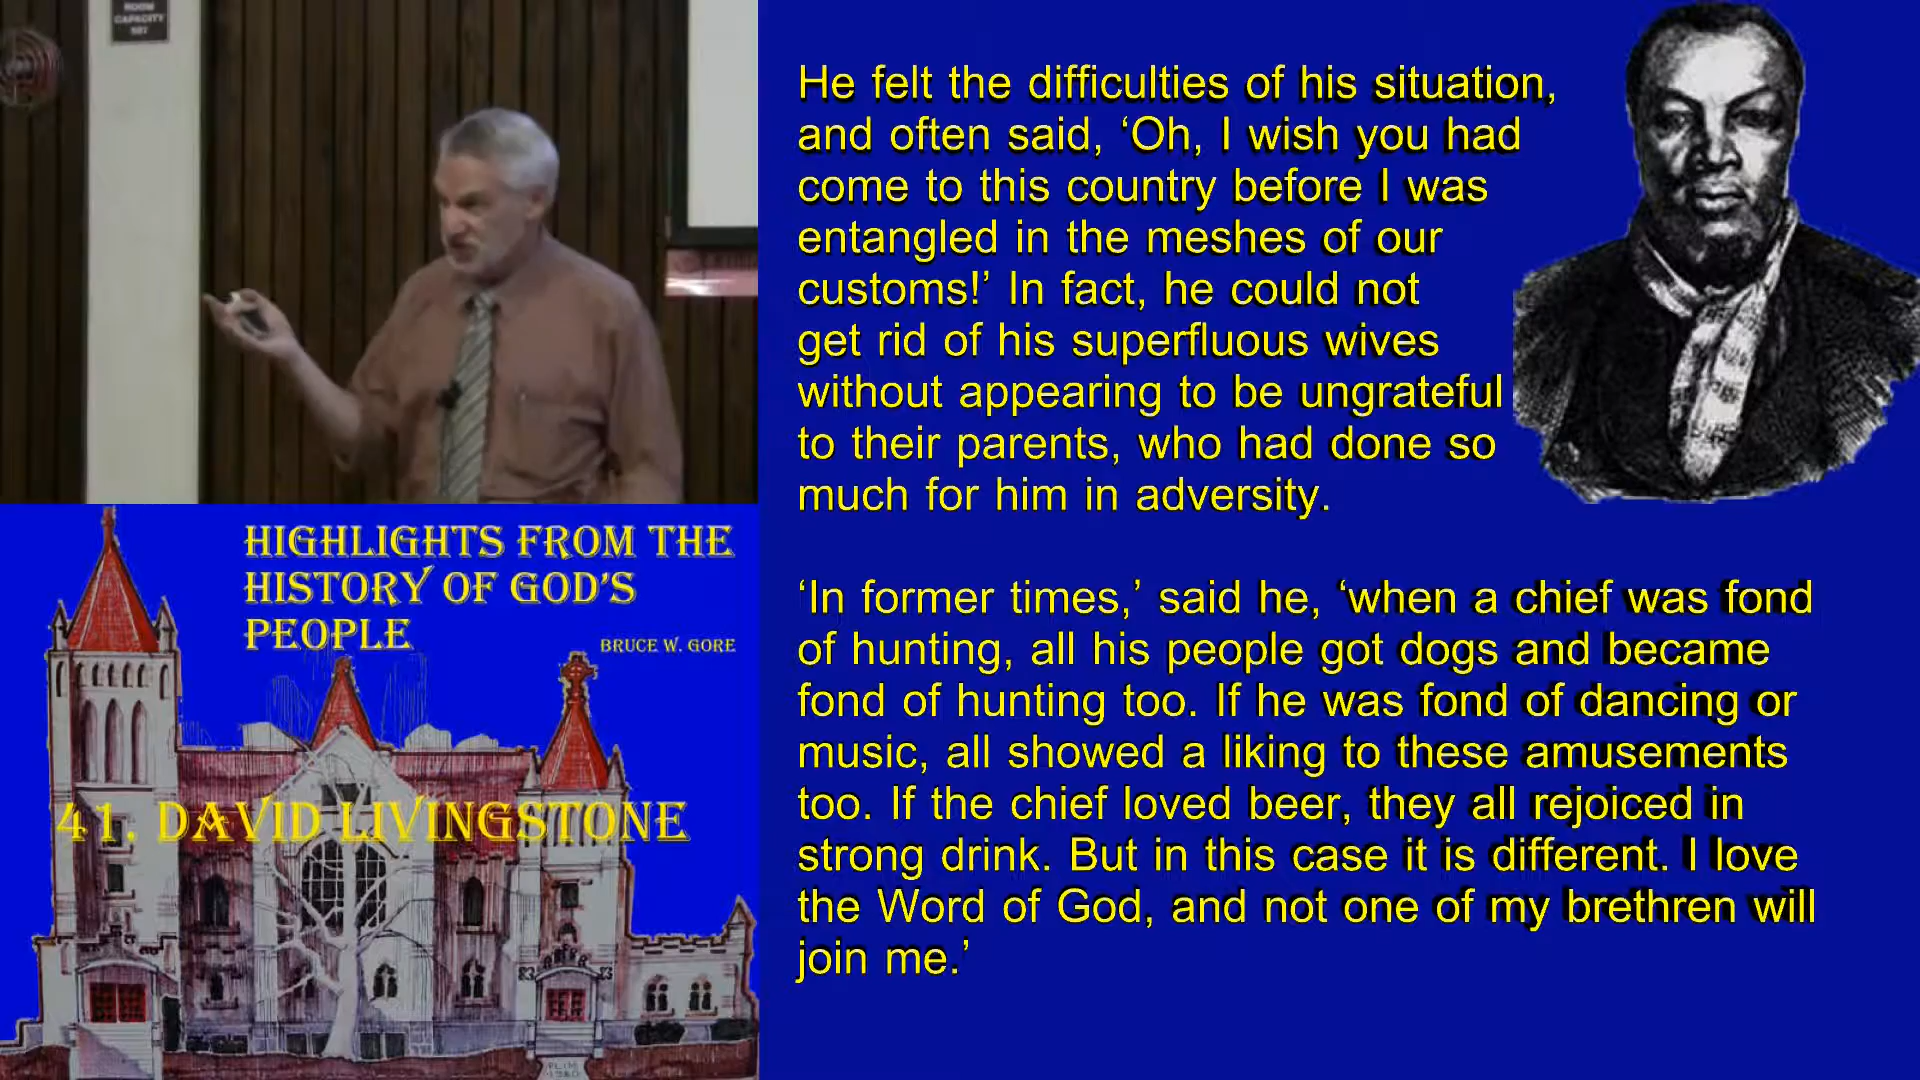 ROOM
CAPACITY
He felt the difficulties of his situation,
and often said, ‘Oh, I wish you had
come to this country before I was
entangled in the meshes of our
customs!’ In fact, he could not
get rid of his superfluous wives
without appearing to be ungrateful
to their parents, who had done so
much for him in adversity.
‘In former times,’ said he, ‘when a chief was fond
of hunting, all his people got dogs and became
fond of hunting too. If he was fond of dancing or
music, all showed a liking to these amusements
too. If the chief loved beer, they all rejoiced in
strong drink. But in this case it is different. I love
the Word of God, and not one of my brethren will
join me.’
HIGHLIGHTS FROM THE
HISTORY OF GOD’S
PEOPLE
BRUCE W. GORE
41. DAVID LIVINGSTONE